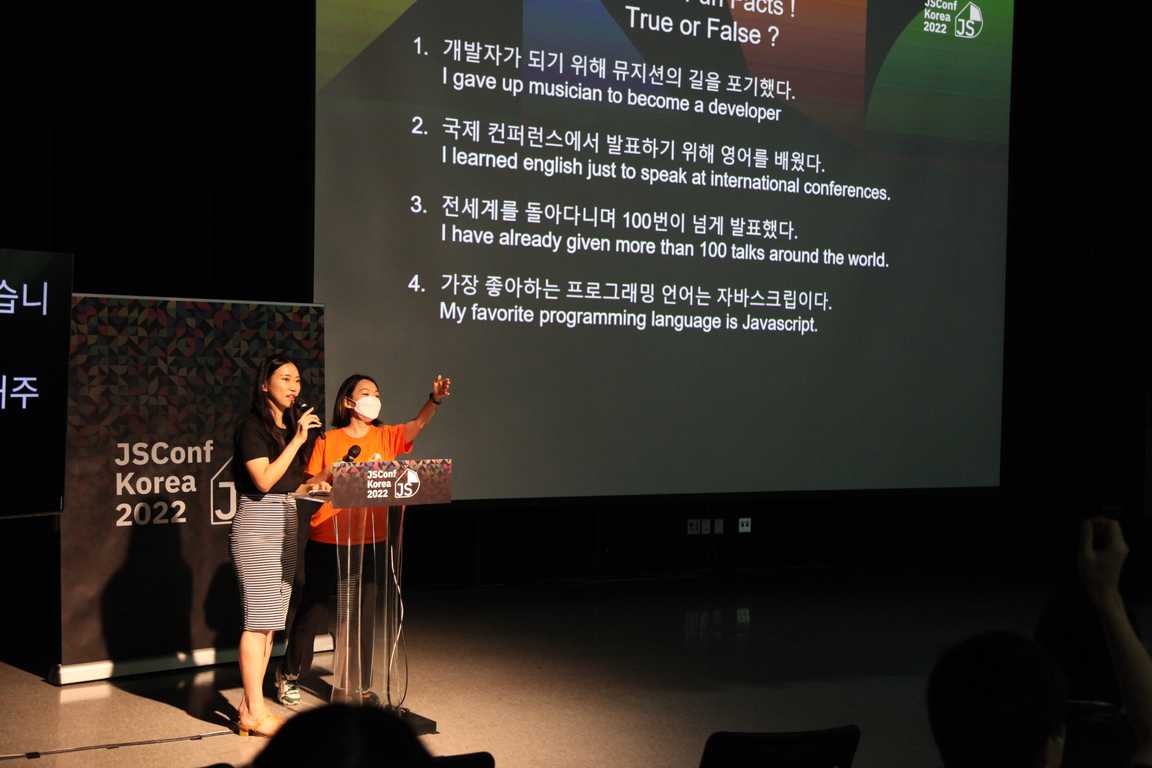 Fun Facts !
True or False ?
JSConf
Korea
2022
JS
1. 개발자가 되기 위해 뮤지션의 길을 포기했다.
I gave up musician to become a developer
2. 국제 컨퍼런스에서 발표하기 위해 영어를 배웠다.
I learned english just to speak at international conferences.
3. 전세계를 돌아다니며 100번이 넘게 발표했다.
I have already given more than 100 talks around the world.
4. 가장 좋아하는 프로그래밍 언어는 자바스크립이다.
My favorite programming language is Javascript.
습니
JSConf
Korea
2022
JS
JSConf
Korea
2022
JS